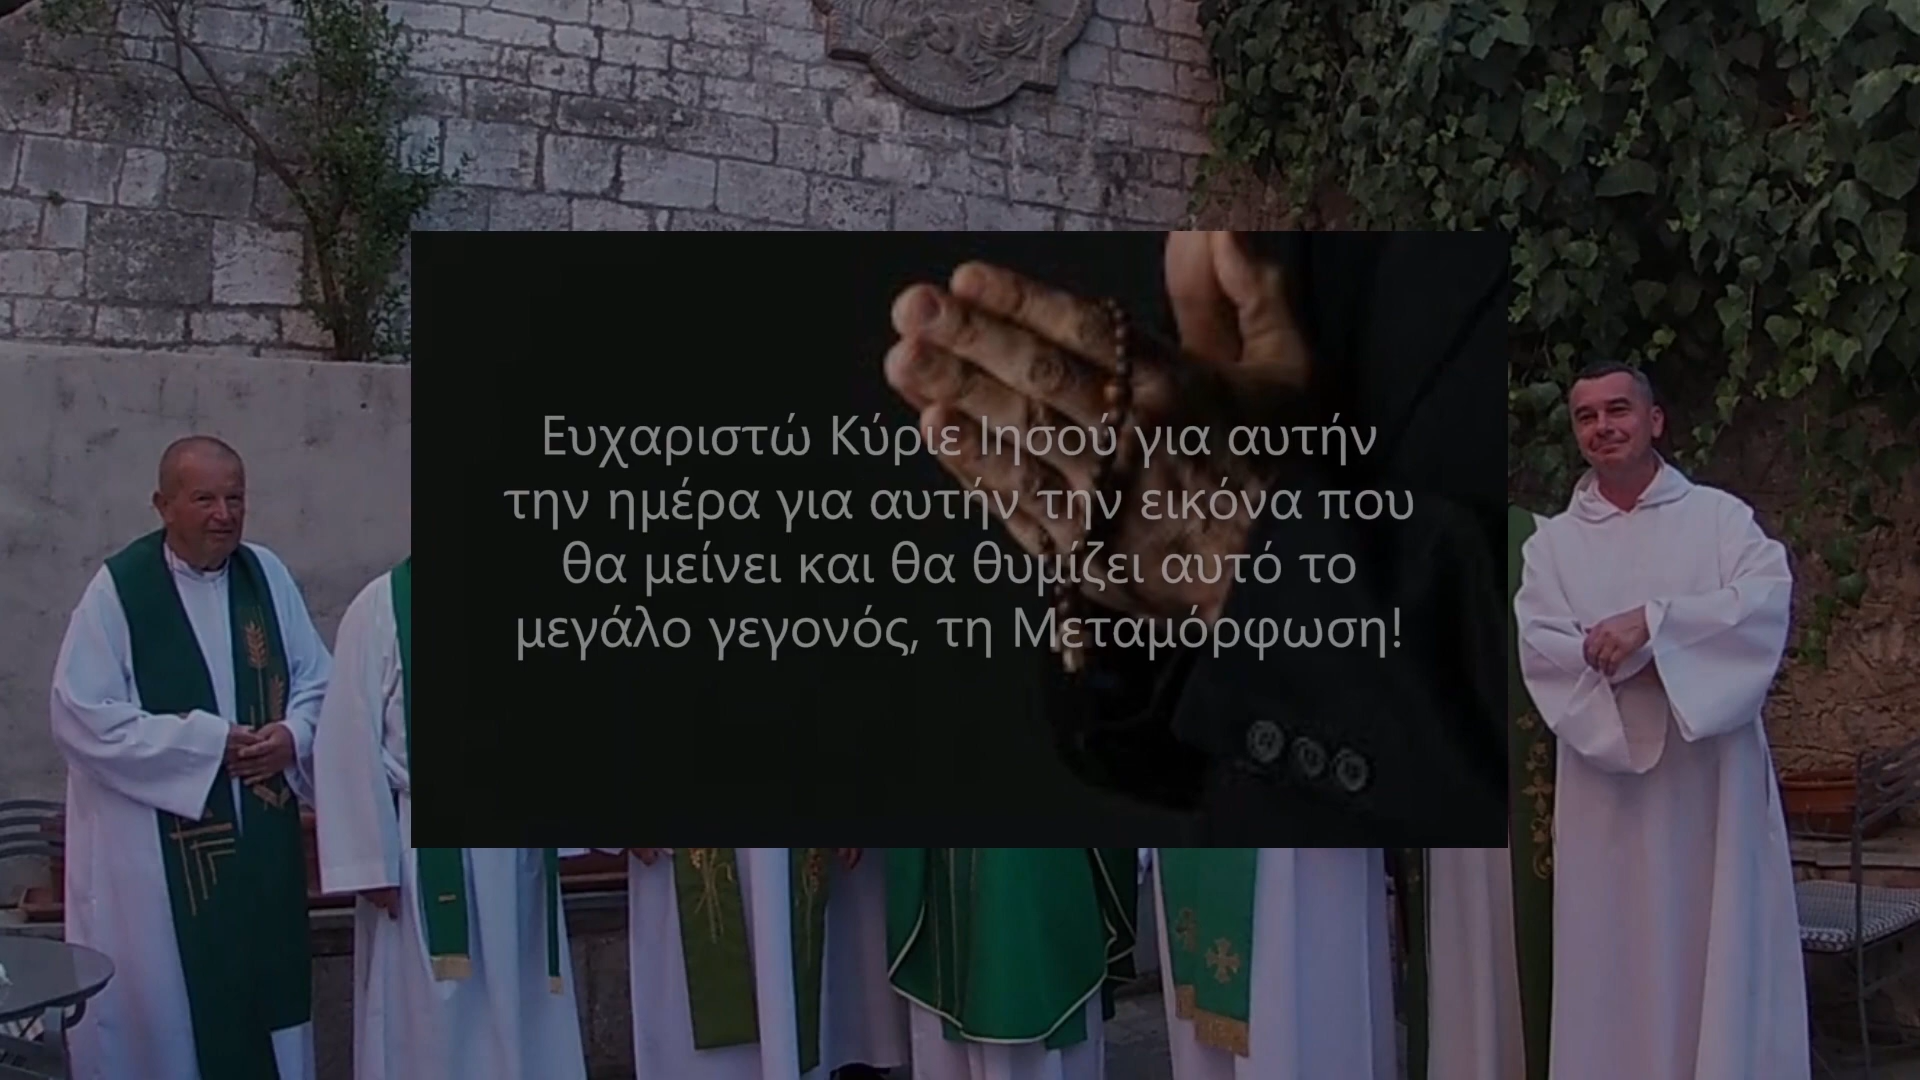 Ευχαριστώ Κύριε Ιησού για αυτήν
την ημέρα για αυτήν την εικόνα που
θα μείνει και θα θυμίζει αυτό το
μεγάλο γεγονός, τη Μεταμόρφωση!